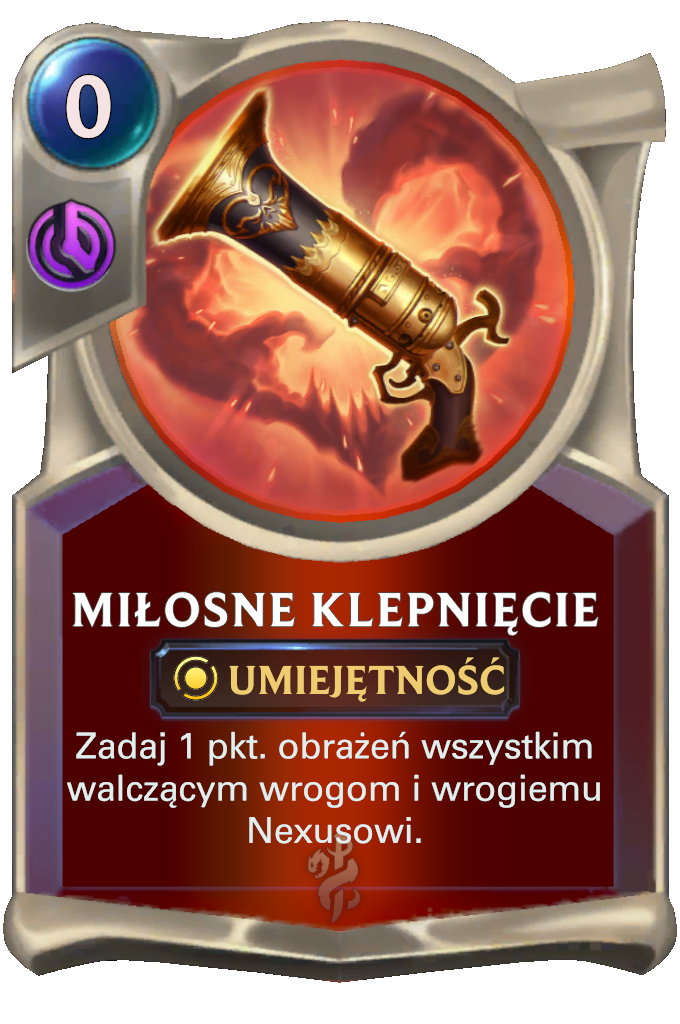 0
MIŁOSNE KLEPNIĘCIE
UMIEJĘTNOŚĆ
Zadaj 1 pkt. obrażeń wszystkim
walczącym wrogom i wrogiemu
Nexusowi.